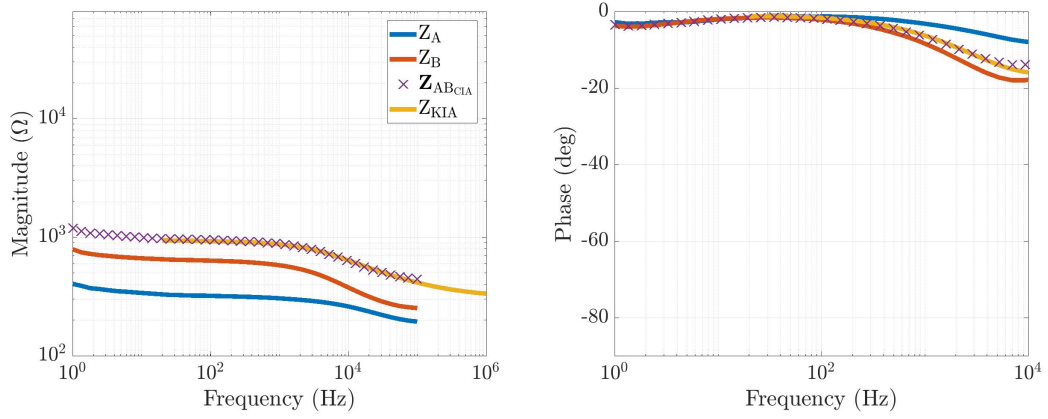 Z_A
Z_B
Z_AB_CIA
Z_KIA
10^4
10^3
10^2
Magnitude (Ω)
10^0 10^2 10^4 10^6
Frequency (Hz)
0
-20
-40
-60
-80
Phase (deg)
10^0 10^2 10^4
Frequency (Hz)